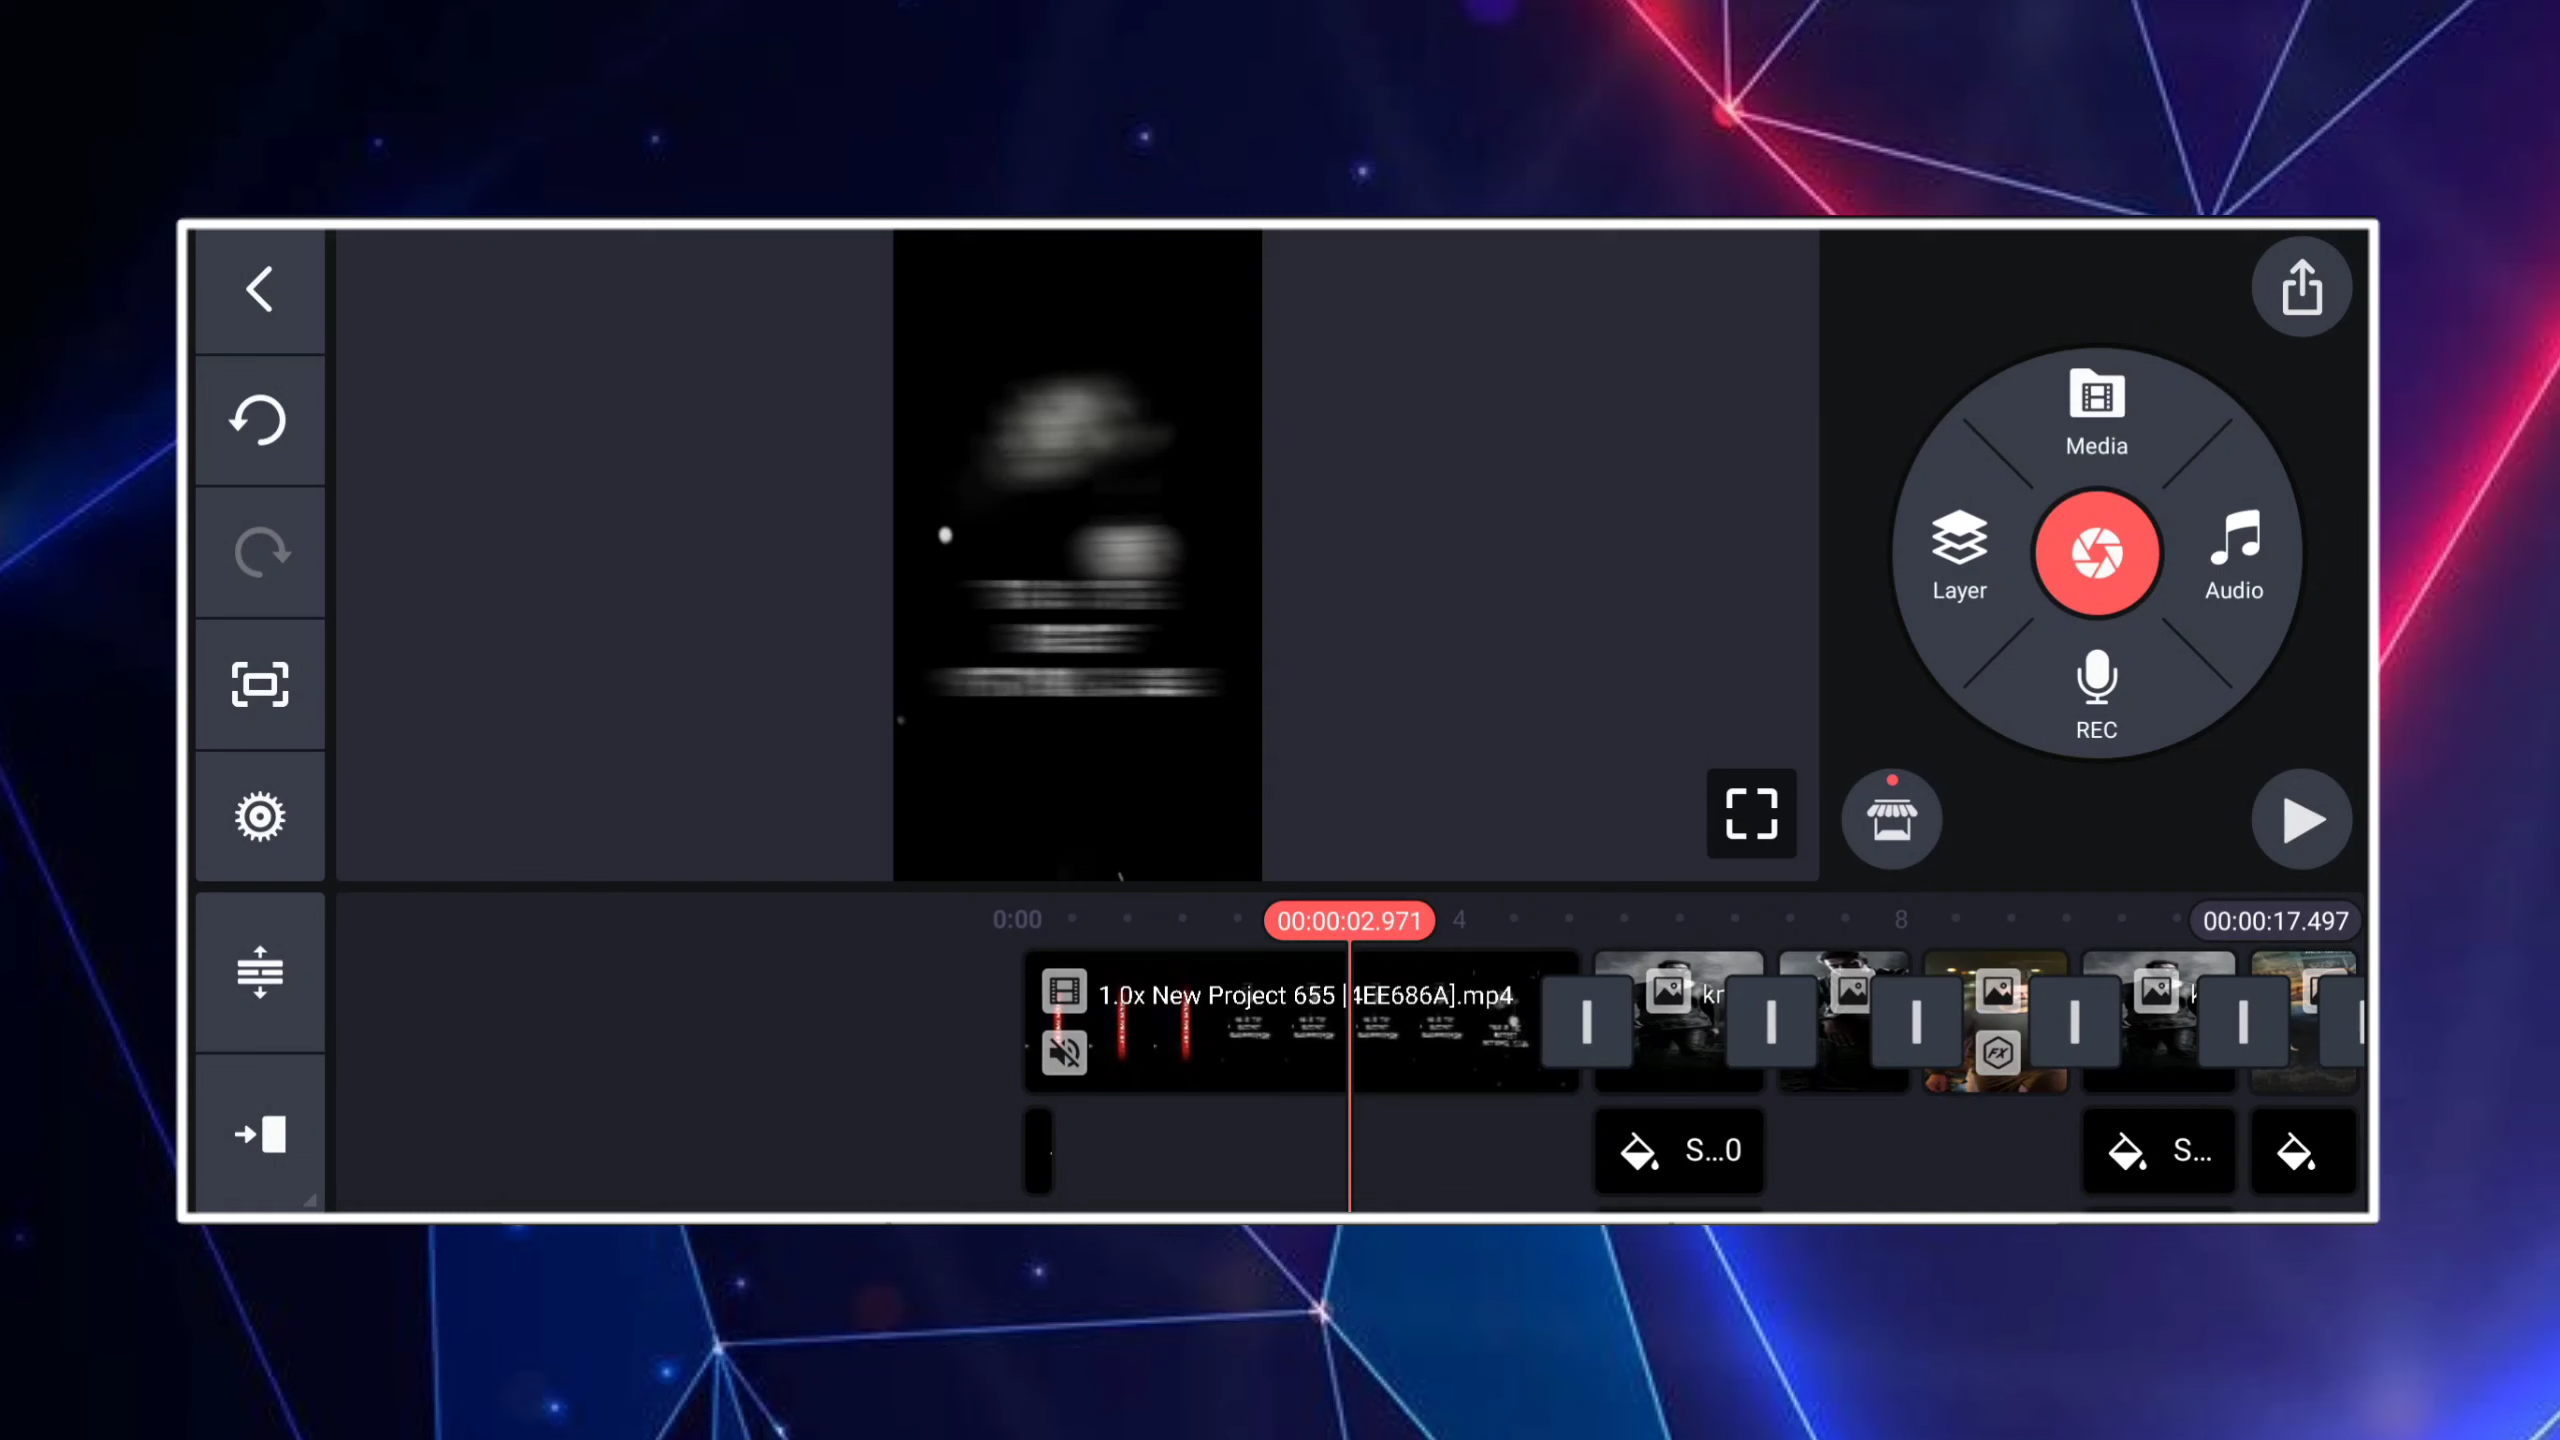 Media
Layer
Audio
REC
0:00
00:00:02.971
4
8
00:00:17.497
1.0x New Project 655 [4EE686A].mp4
kr
k
S...0
S...